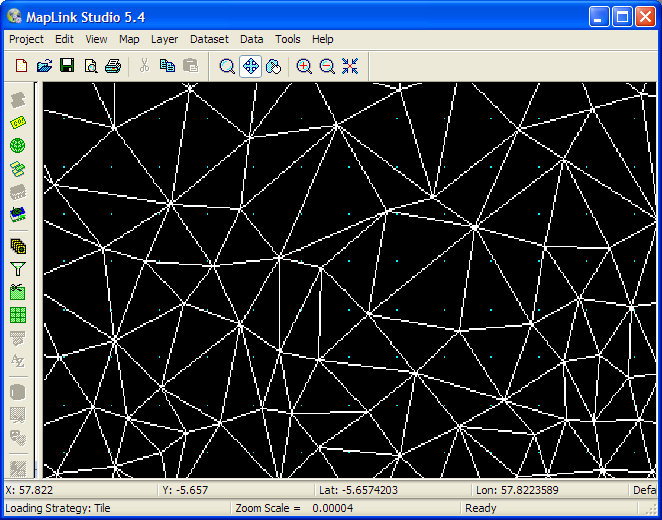 MapLink Studio 5.4
Project Edit View Map Layer Dataset Data Tools Help
X: 57.822 Y: -5.657 Lat: -5.6574203 Lon: 57.8223589 Defa
Loading Strategy: Tile Zoom Scale = 0.00004 Ready